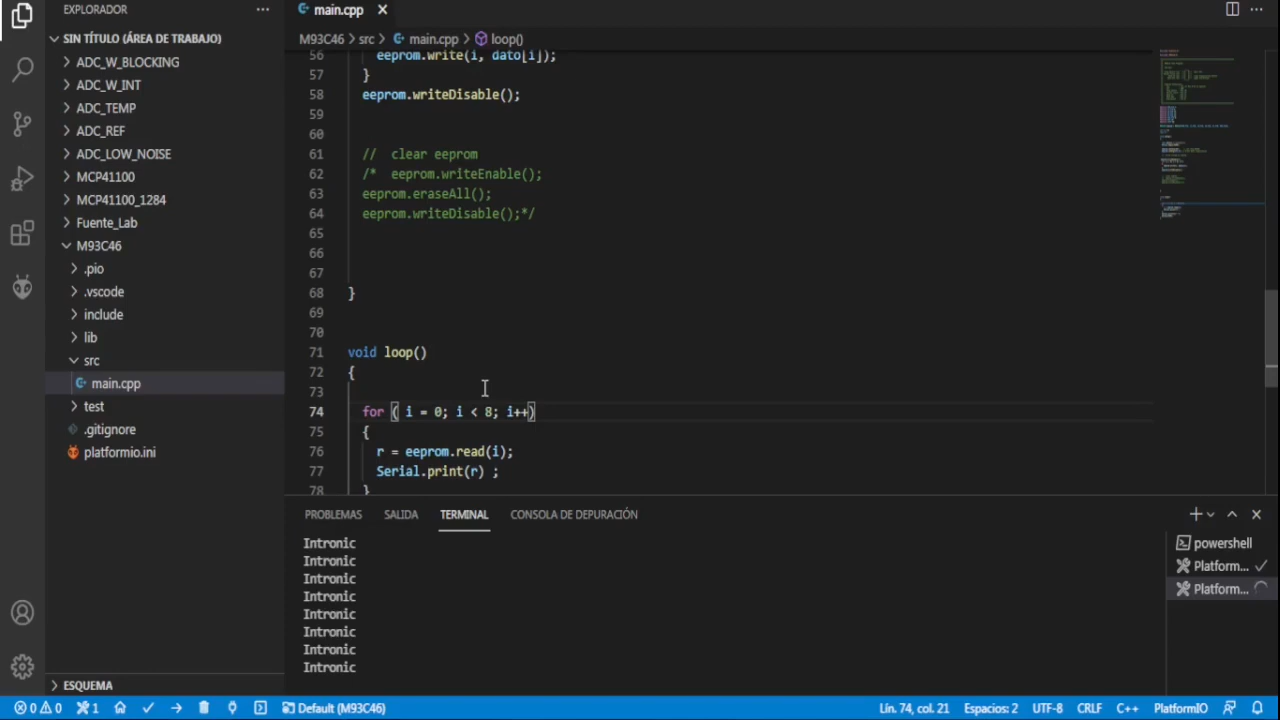 EXPLORADOR
SIN TÍTULO (ÁREA DE TRABAJO)
ADC_W_BLOCKING
ADC_W_INT
ADC_TEMP
ADC_REF
ADC_LOW_NOISE
MCP41100
MCP41100_1284
Fuente_Lab
M93C46
.pio
.vscode
include
lib
src
main.cpp
test
.gitignore
platformio.ini
ESQUEMA
main.cpp
M93C46 > src > main.cpp > loop()
56 eeprom.write(i, dato[i]);
57 }
58 eeprom.writeDisable();
59
60
61 // clear eeprom
62 /* eeprom.writeEnable();
63 eeprom.eraseAll();
64 eeprom.writeDisable();*/
65
66
67
68 }
69
70
71 void loop()
72 {
73
74 for ( i = 0; i < 8; i++)
75 {
76 r = eeprom.read(i);
77 Serial.print(r) ;
78 }
PROBLEMAS SALIDA TERMINAL CONSOLA DE DEPURACIÓN
Intronic
Intronic
Intronic
Intronic
Intronic
Intronic
Intronic
Intronic
powershell
Platform...
Platform...
0 0 1 Default (M93C46) Lín. 74, col. 21 Espacios: 2 UTF-8 CRLF C++ PlatformIO